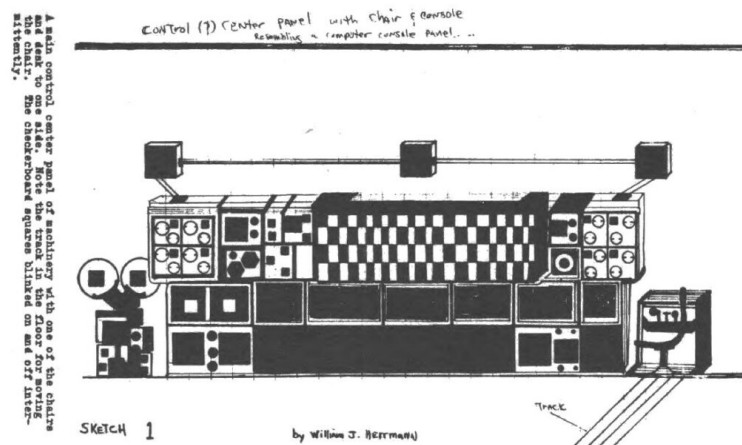 CONTROL (?) CENTER PANEL WITH CHAIR & CONSOLE
Resembling a computer console panel....
A main control center panel of machinery with one of the chairs
and desk to one side. Note the track in the floor for moving
the chair. The checkerboard squares blinked on and off inter-
mittently.
TRACK
SKETCH 1
by William J. HERRMANN